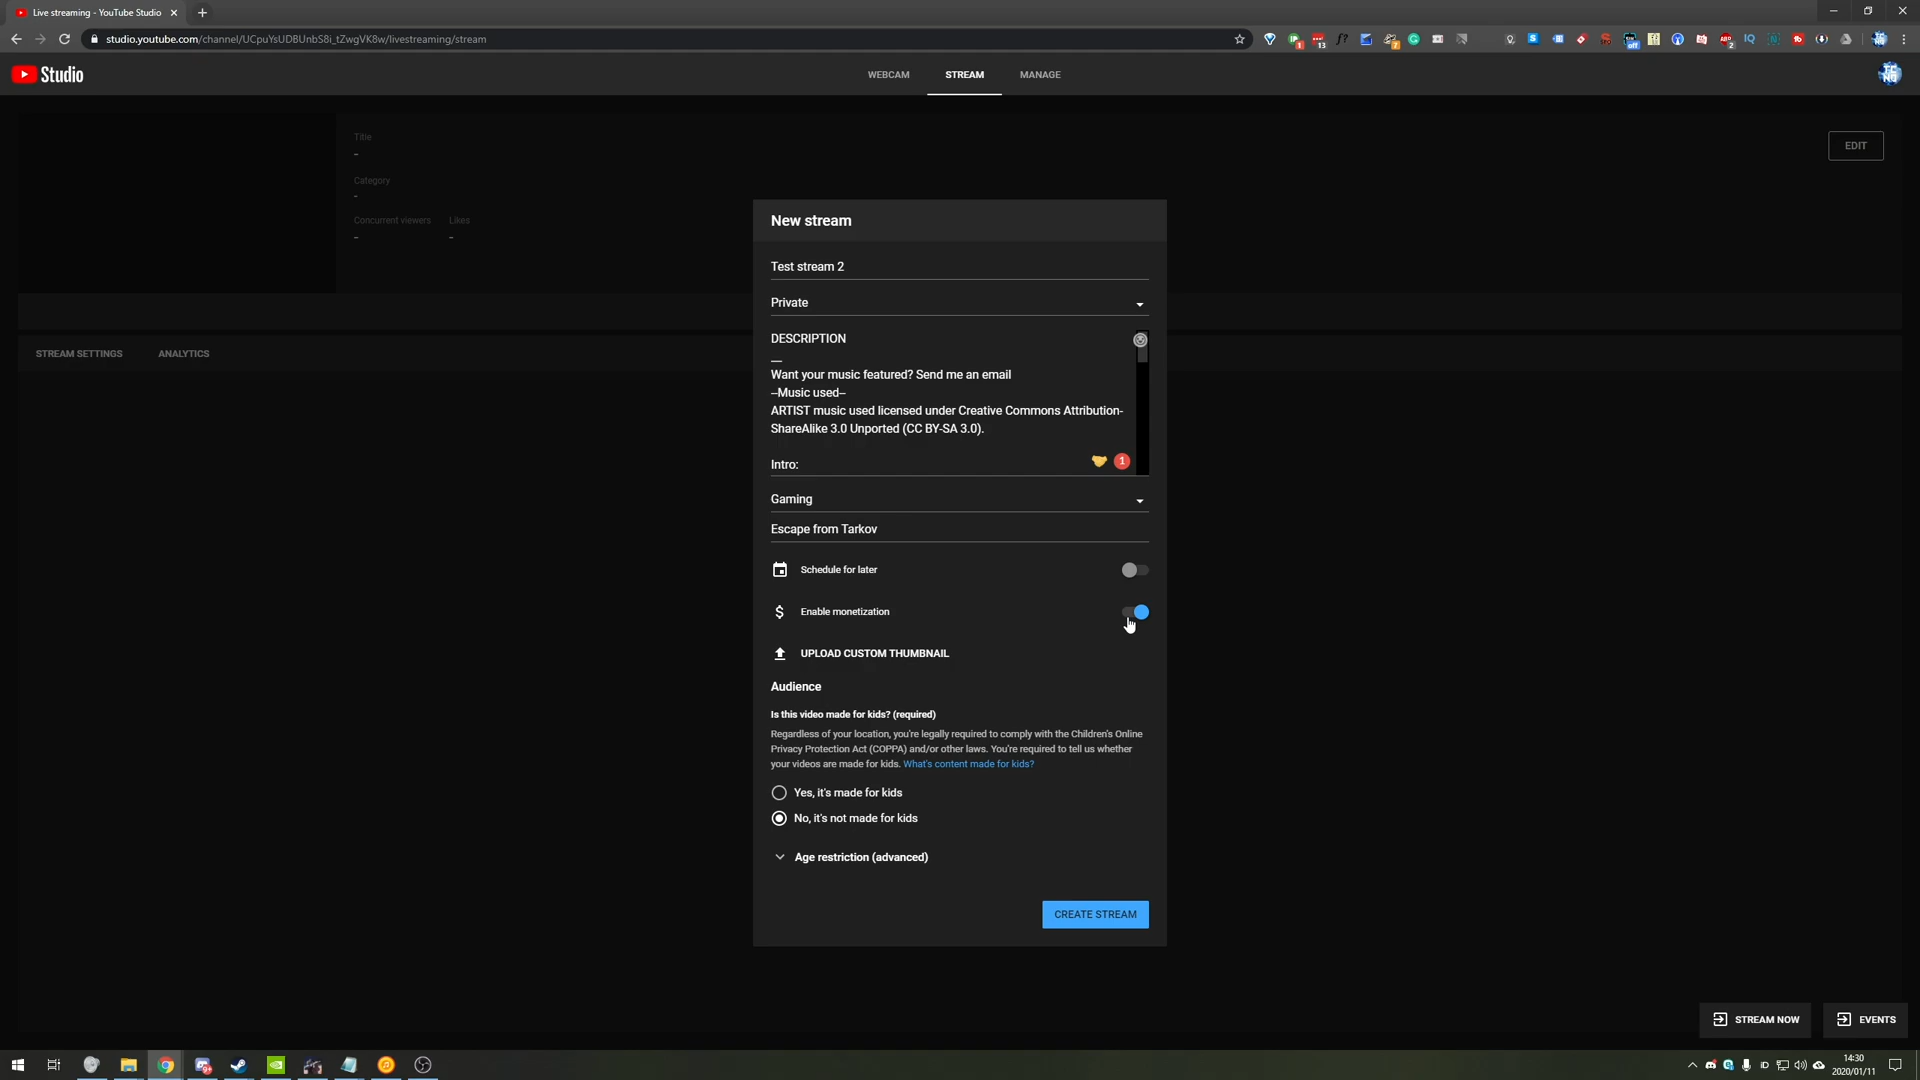 Live streaming - YouTube Studio
studio.youtube.com/channel/UCpuYsUDBUnbS8i_tZwgVK8w/livestreaming/stream
Studio
WEBCAM
STREAM
MANAGE
Title
-
EDIT
Category
-
Concurrent viewers
Likes
-
-
New stream
Test stream 2
Private
STREAM SETTINGS
ANALYTICS
DESCRIPTION
__
Want your music featured? Send me an email
--Music used--
ARTIST music used licensed under Creative Commons Attribution-
ShareAlike 3.0 Unported (CC BY-SA 3.0).
Intro:
1
Gaming
Escape from Tarkov
Schedule for later
Enable monetization
UPLOAD CUSTOM THUMBNAIL
Audience
Is this video made for kids? (required)
Regardless of your location, you're legally required to comply with the Children's Online
Privacy Protection Act (COPPA) and/or other laws. You're required to tell us whether
your videos are made for kids. What's content made for kids?
Yes, it's made for kids
No, it's not made for kids
Age restriction (advanced)
CREATE STREAM
STREAM NOW
EVENTS
14:30
2020/01/11